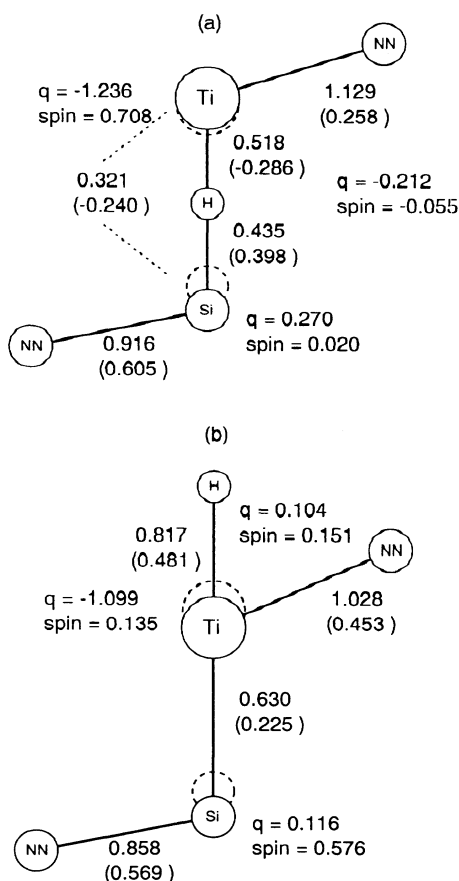 (a)
NN
q = -1.236
spin = 0.708
Ti
1.129
(0.258 )
0.518
(-0.286 )
0.321
(-0.240 )
q = -0.212
spin = -0.055
H
0.435
(0.398 )
Si
q = 0.270
spin = 0.020
NN
0.916
(0.605 )
(b)
H
q = 0.104
spin = 0.151
0.817
(0.481 )
NN
q = -1.099
spin = 0.135
Ti
1.028
(0.453 )
0.630
(0.225 )
Si
q = 0.116
spin = 0.576
NN
0.858
(0.569 )